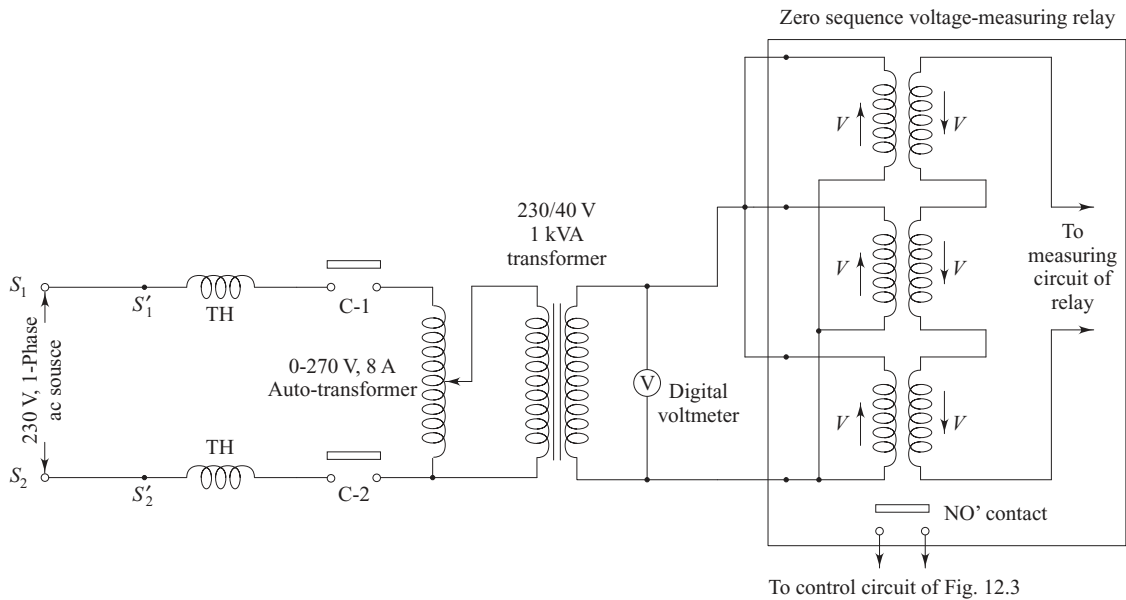 Zero sequence voltage-measuring relay
V
V
230/40 V
1 kVA
transformer
S1
S′1
TH
C-1
230 V, 1-Phase
ac sousce
0-270 V, 8 A
Auto-transformer
V
Digital
voltmeter
V
V
To
measuring
circuit of
relay
V
V
S2
S′2
TH
C-2
NO’ contact
To control circuit of Fig. 12.3